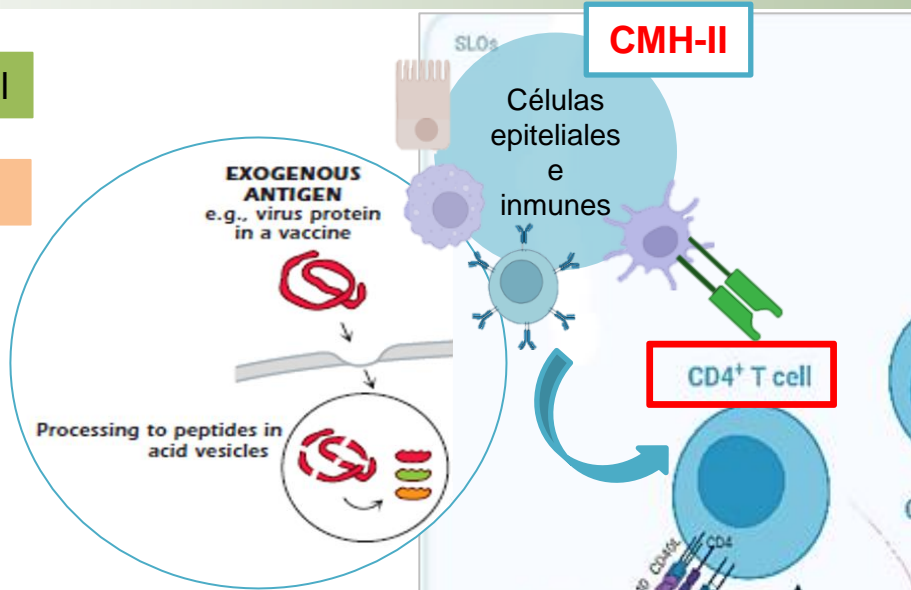 SLOs
CMH-II
Células
epiteliales
e
inmunes
EXOGENOUS
ANTIGEN
e.g., virus protein
in a vaccine
Processing to peptides in
acid vesicles
CD4⁺ T cell
CD40L
CD4